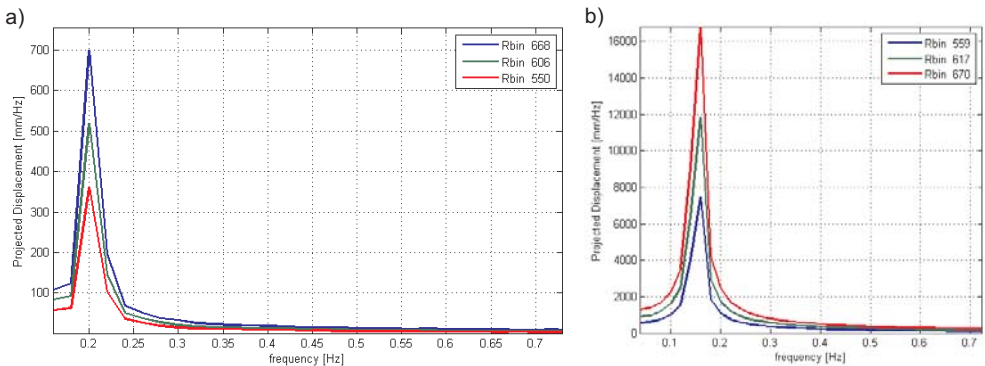 a)
Projected Displacement [mm/Hz]
700
600
500
400
300
200
100
Rbin 668
Rbin 606
Rbin 550
0.2 0.25 0.3 0.35 0.4 0.45 0.5 0.55 0.6 0.65 0.7
frequency [Hz]
b)
Projected Displacement [mm/Hz]
16000
14000
12000
10000
8000
6000
4000
2000
0
Rbin 559
Rbin 617
Rbin 670
0.1 0.2 0.3 0.4 0.5 0.6 0.7
frequency [Hz]